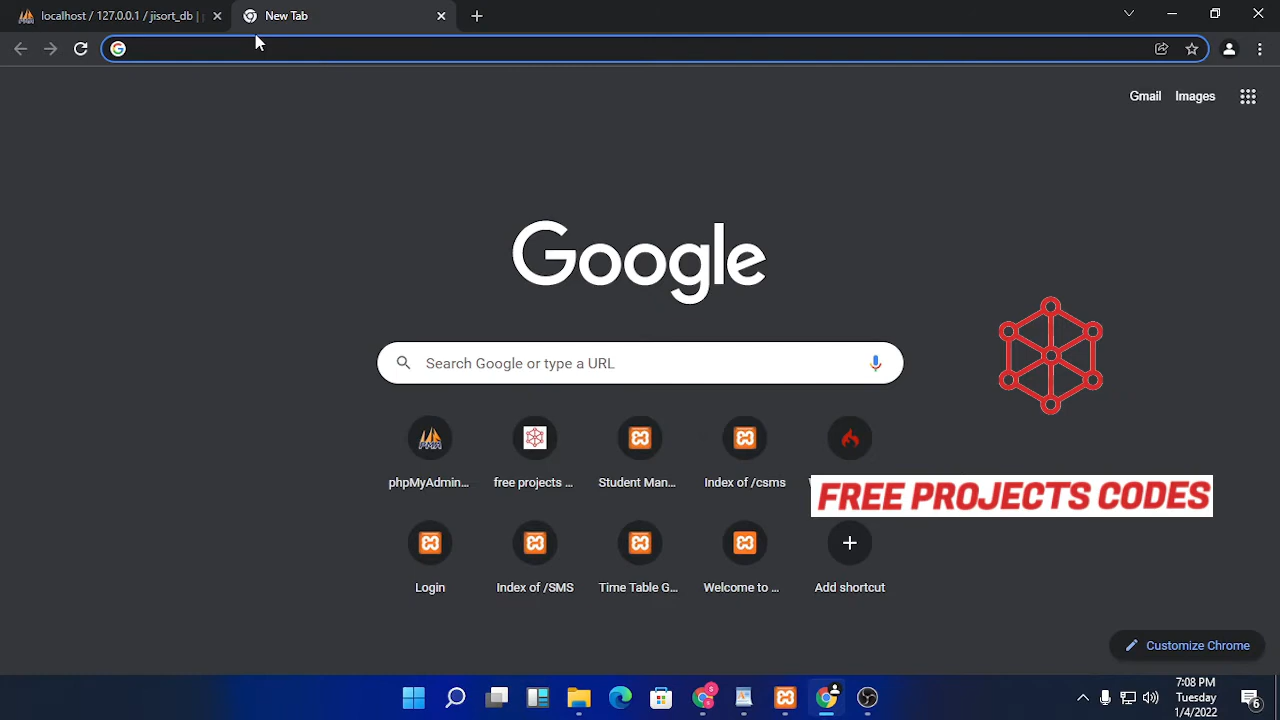 localhost / 127.0.0.1 / jisort_db |
New Tab
Gmail
Images
Google
Search Google or type a URL
phpMyAdmin...
free projects ...
Student Man...
Index of /csms
FREE PROJECTS CODES
Login
Index of /SMS
Time Table G...
Welcome to ...
Add shortcut
Customize Chrome
7:08 PM
Tuesday
1/4/2022
6